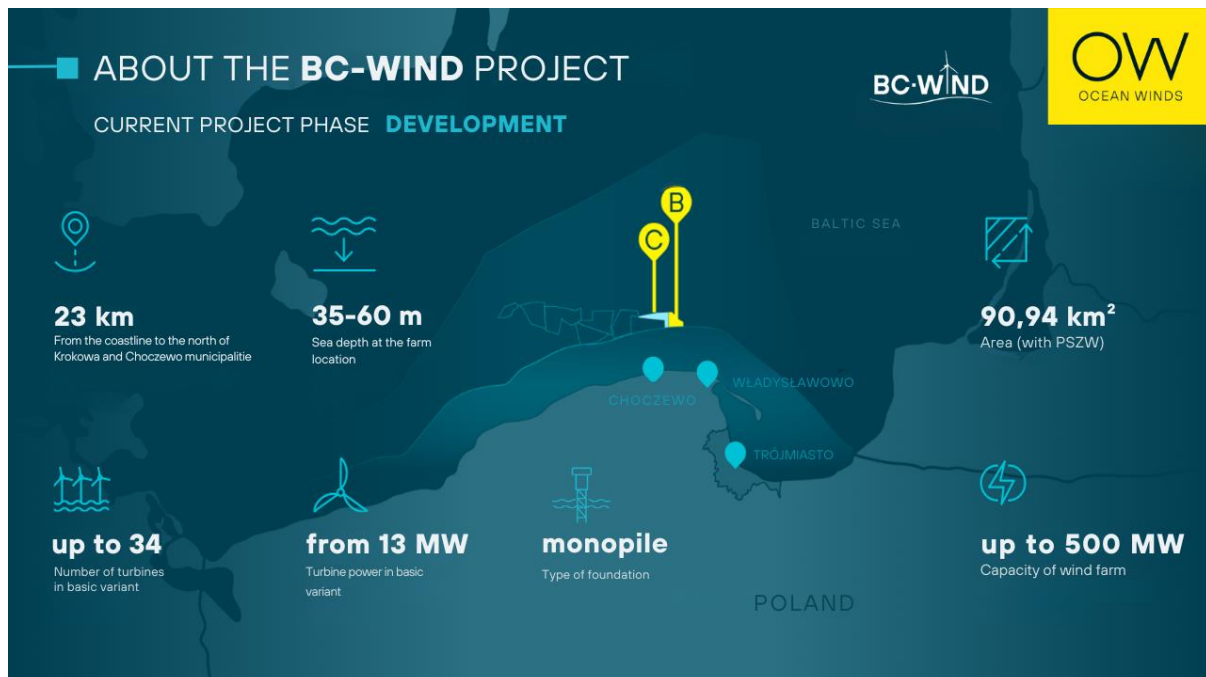 ABOUT THE BC-WIND PROJECT
BC·WIND
OW
OCEAN WINDS
CURRENT PROJECT PHASE DEVELOPMENT
B
C
BALTIC SEA
23 km
From the coastline to the north of
Krokowa and Choczewo municipalitie
35-60 m
Sea depth at the farm
location
90,94 km²
Area (with PSZW)
WŁADYSŁAWOWO
CHOCZEWO
TRÓJMIASTO
up to 34
Number of turbines
in basic variant
from 13 MW
Turbine power in basic
variant
monopile
Type of foundation
up to 500 MW
Capacity of wind farm
POLAND